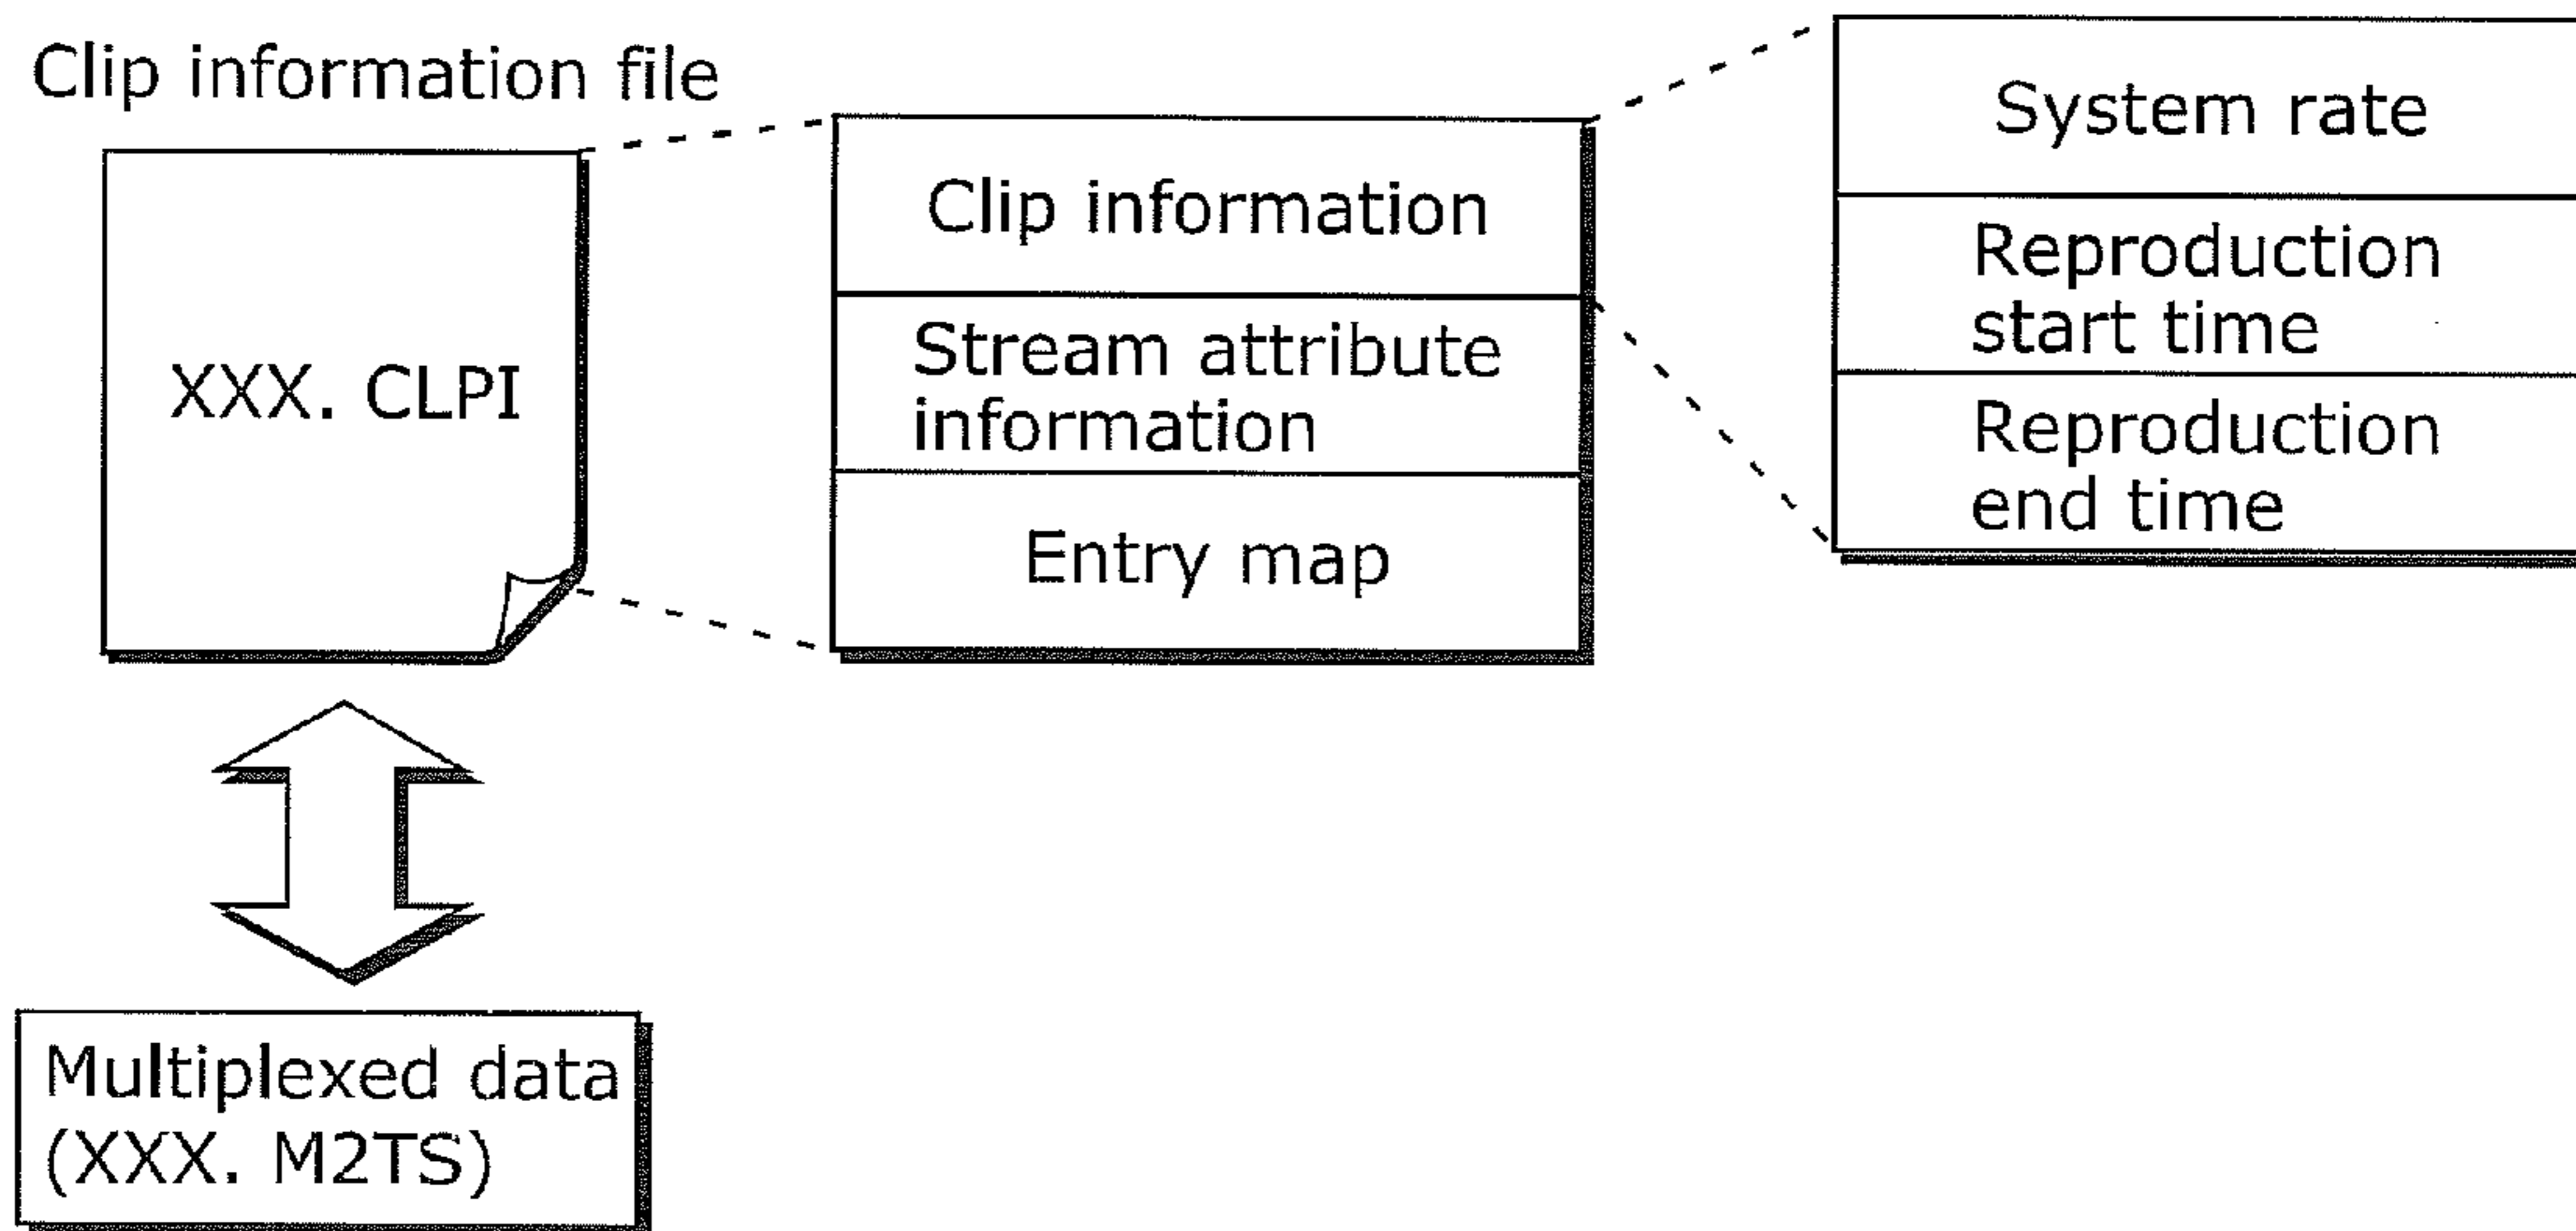 Clip information file
XXX. CLPI
Multiplexed data
(XXX. M2TS)
Clip information
Stream attribute
information
Entry map
System rate
Reproduction
start time
Reproduction
end time